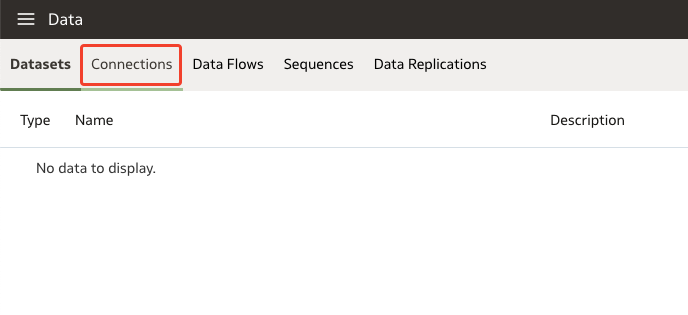 Data
Datasets Connections Data Flows Sequences Data Replications
Type Name Description
No data to display.